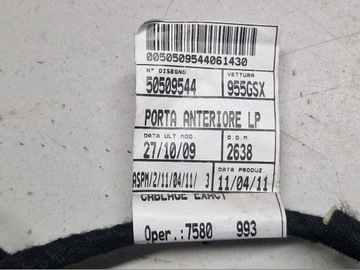 0050509544061430
N° DISEGNO VETTURA
50509544 955GSX
PORTA ANTERIORE LP
DATA ULT. MOD. O.D.M
27/10/09 2638
ASPM/2/11/04/11/ 3 DATA PRODUZ
11/04/11
CABLAGE EXACT
Oper.:7580 993